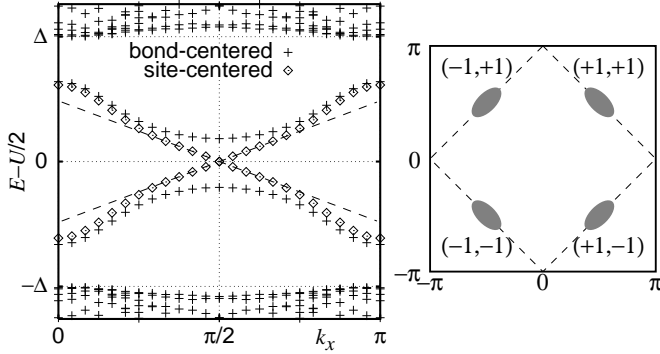 Δ
bond-centered
site-centered
E−U/2
0
−Δ
0
π/2
k_x
π
π
0
−π
(−1,+1)
(+1,+1)
(−1,−1)
(+1,−1)
−π
0
π